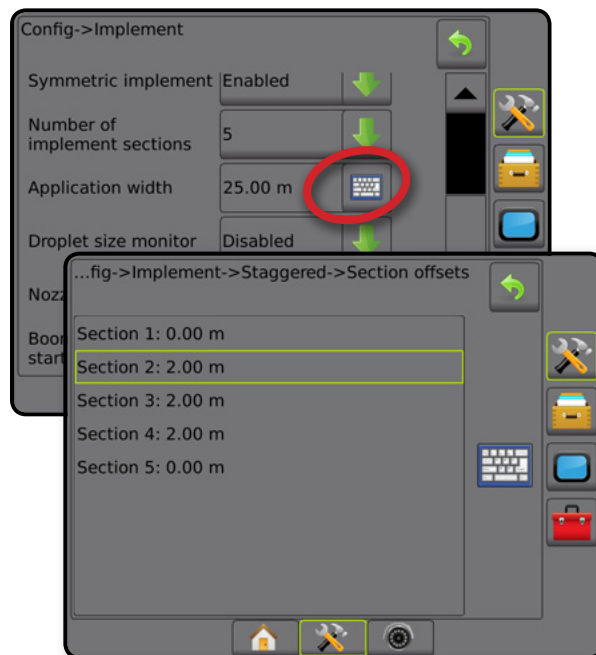 Config->Implement
Symmetric implement Enabled
Number of
implement sections 5
Application width 25.00 m
Droplet size monitor Disabled
...fig->Implement->Staggered->Section offsets
Section 1: 0.00 m
Section 2: 2.00 m
Section 3: 2.00 m
Section 4: 2.00 m
Section 5: 0.00 m